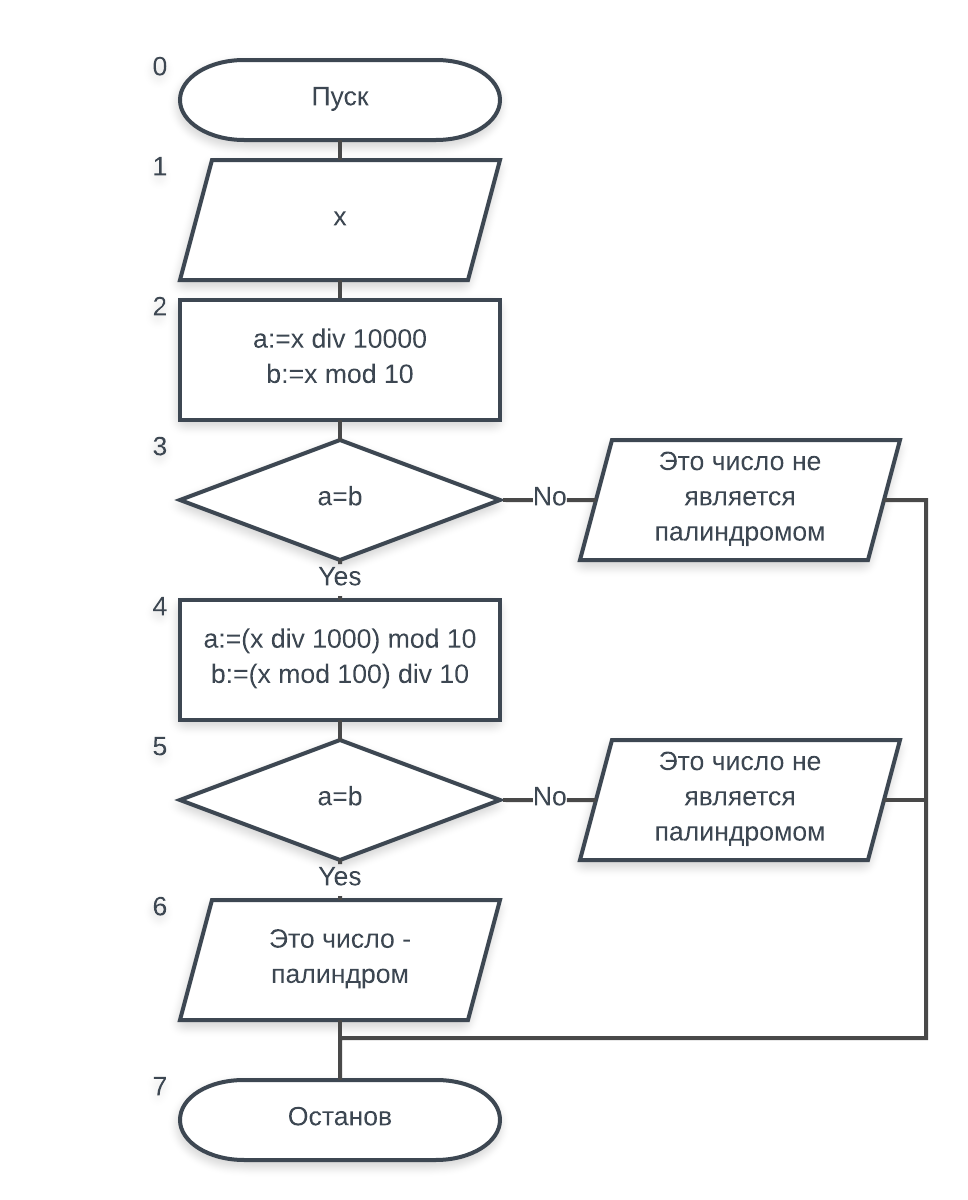 0
Пуск
1
x
2
a:=x div 10000
b:=x mod 10
3
a=b
No
Это число не
является
палиндромом
Yes
4
a:=(x div 1000) mod 10
b:=(x mod 100) div 10
5
a=b
No
Это число не
является
палиндромом
Yes
6
Это число -
палиндром
7
Останов